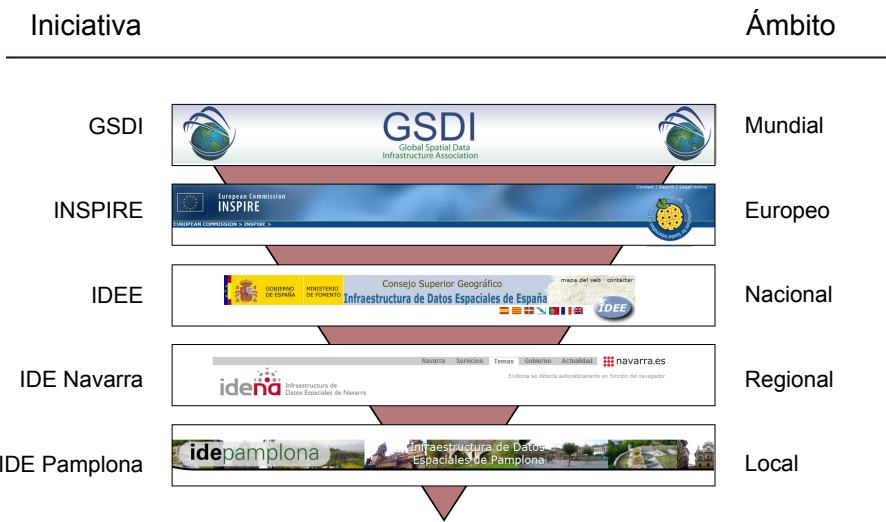 Iniciativa Ámbito
GSDI
GSDI
Global Spatial Data
Infrastructure Association
Mundial
INSPIRE
European Commission
INSPIRE
EUROPEAN COMMISSION > INSPIRE >
Contact | Search | Legal notice
Europeo
IDEE
GOBIERNO
DE ESPAÑA
MINISTERIO
DE FOMENTO
Consejo Superior Geográfico
Infraestructura de Datos Espaciales de España
mapa del web contactar
IDEE
Nacional
IDE Navarra
Navarra Servicios Temas Gobierno Actualidad navarra.es
El idioma se detecta automáticamente en función del navegador
idena
Infraestructura de
Datos Espaciales de Navarra
Regional
IDE Pamplona
idepamplona
Infraestructura de Datos
Espaciales de Pamplona
Local